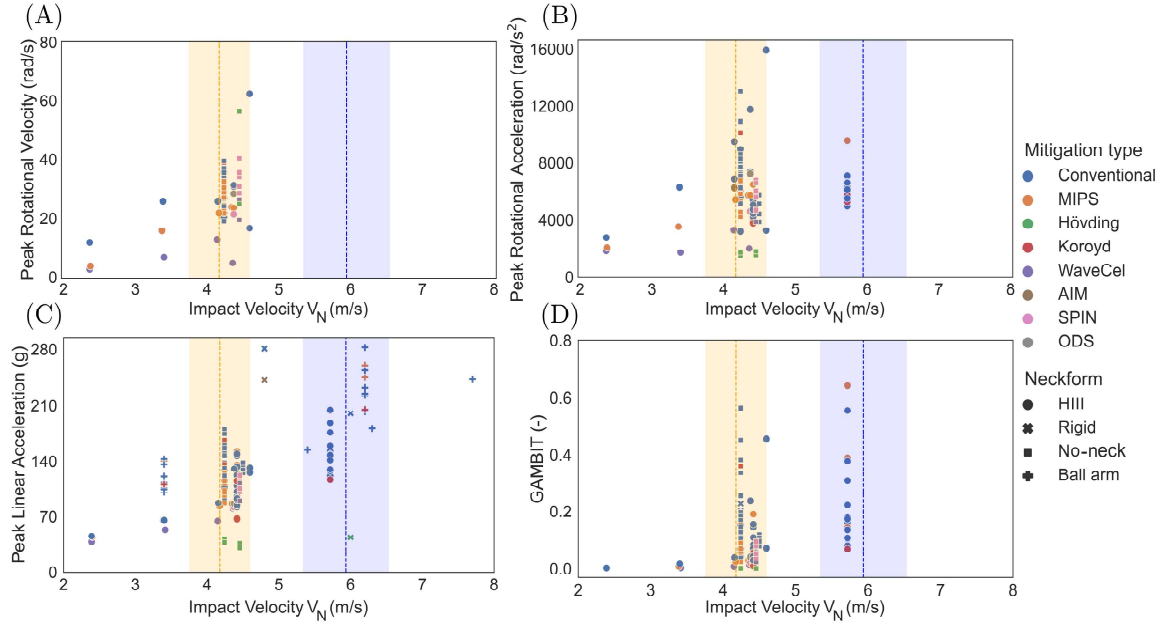 (A)
Peak Rotational Velocity (rad/s)
80
60
40
20
0
2 3 4 5 6 7 8
Impact Velocity V_N (m/s)
(B)
Peak Rotational Acceleration (rad/s²)
16000
12000
8000
4000
0
2 3 4 5 6 7 8
Impact Velocity V_N (m/s)
(C)
Peak Linear Acceleration (g)
280
210
140
70
0
2 3 4 5 6 7 8
Impact Velocity V_N (m/s)
(D)
GAMBIT (-)
0.8
0.6
0.4
0.2
0.0
2 3 4 5 6 7 8
Impact Velocity V_N (m/s)
Mitigation type
Conventional
MIPS
Hövding
Koroyd
WaveCel
AIM
SPIN
ODS
Neckform
HIII
Rigid
No-neck
Ball arm